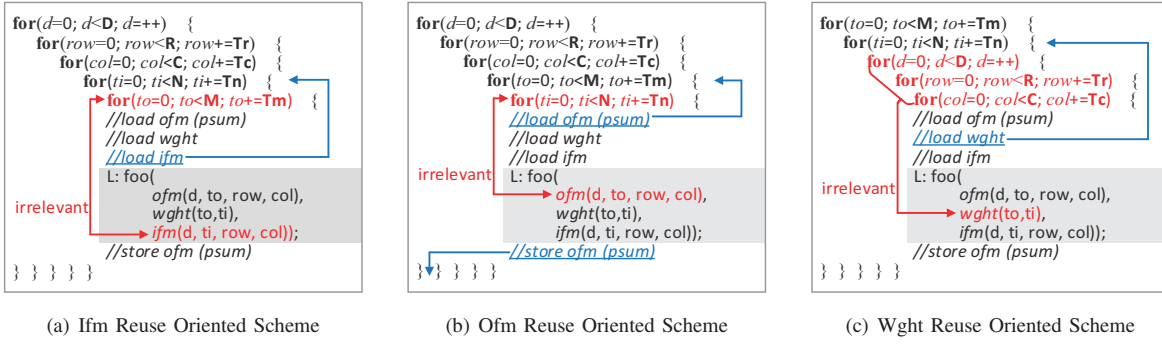 for(d=0; d<D; d=++) {
for(row=0; row<R; row+=Tr) {
for(col=0; col<C; col+=Tc) {
for(ti=0; ti<N; ti+=Tn) {
for(to=0; to<M; to+=Tm) {
//load ofm (psum)
//load wght
//load ifm
L: foo(
ofm(d, to, row, col),
wght(to,ti),
ifm(d, ti, row, col));
//store ofm (psum)
} } } } }
irrelevant
(a) Ifm Reuse Oriented Scheme
for(d=0; d<D; d=++) {
for(row=0; row<R; row+=Tr) {
for(col=0; col<C; col+=Tc) {
for(to=0; to<M; to+=Tm) {
for(ti=0; ti<N; ti+=Tn) {
//load ofm (psum)
//load wght
//load ifm
L: foo(
ofm(d, to, row, col),
wght(to,ti),
ifm(d, ti, row, col));
//store ofm (psum)
} } } } }
irrelevant
(b) Ofm Reuse Oriented Scheme
for(to=0; to<M; to+=Tm) {
for(ti=0; ti<N; ti+=Tn) {
for(d=0; d<D; d=++) {
for(row=0; row<R; row+=Tr) {
for(col=0; col<C; col+=Tc) {
//load ofm (psum)
//load wght
//load ifm
L: foo(
ofm(d, to, row, col),
wght(to,ti),
ifm(d, ti, row, col));
//store ofm (psum)
} } } } }
irrelevant
(c) Wght Reuse Oriented Scheme